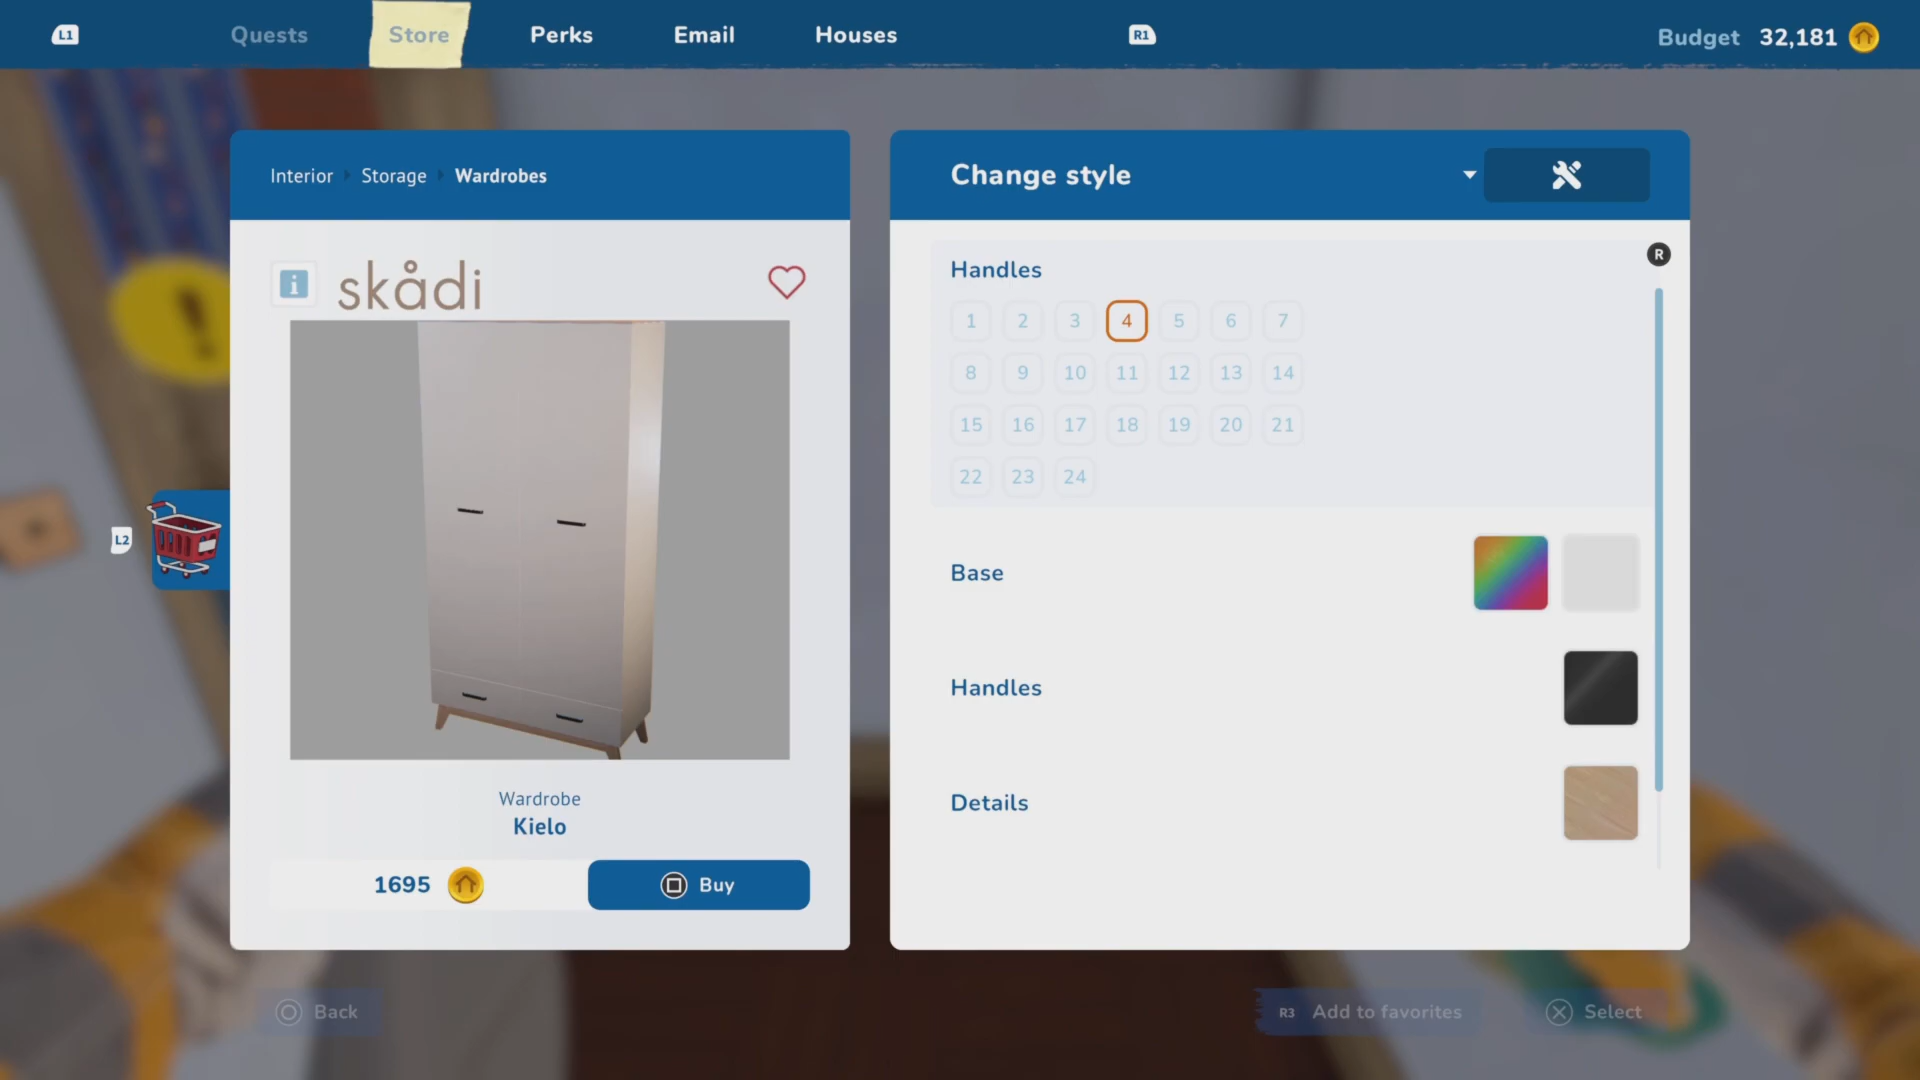 L1 Quests Store Perks Email Houses R1 Budget 32,181
Interior Storage Wardrobes
i skådi
Wardrobe
Kielo
1695 Buy
L2
Change style
R
Handles
1 2 3 4 5 6 7
8 9 10 11 12 13 14
15 16 17 18 19 20 21
22 23 24
Base
Handles
Details
Back
R3 Add to favorites
Select